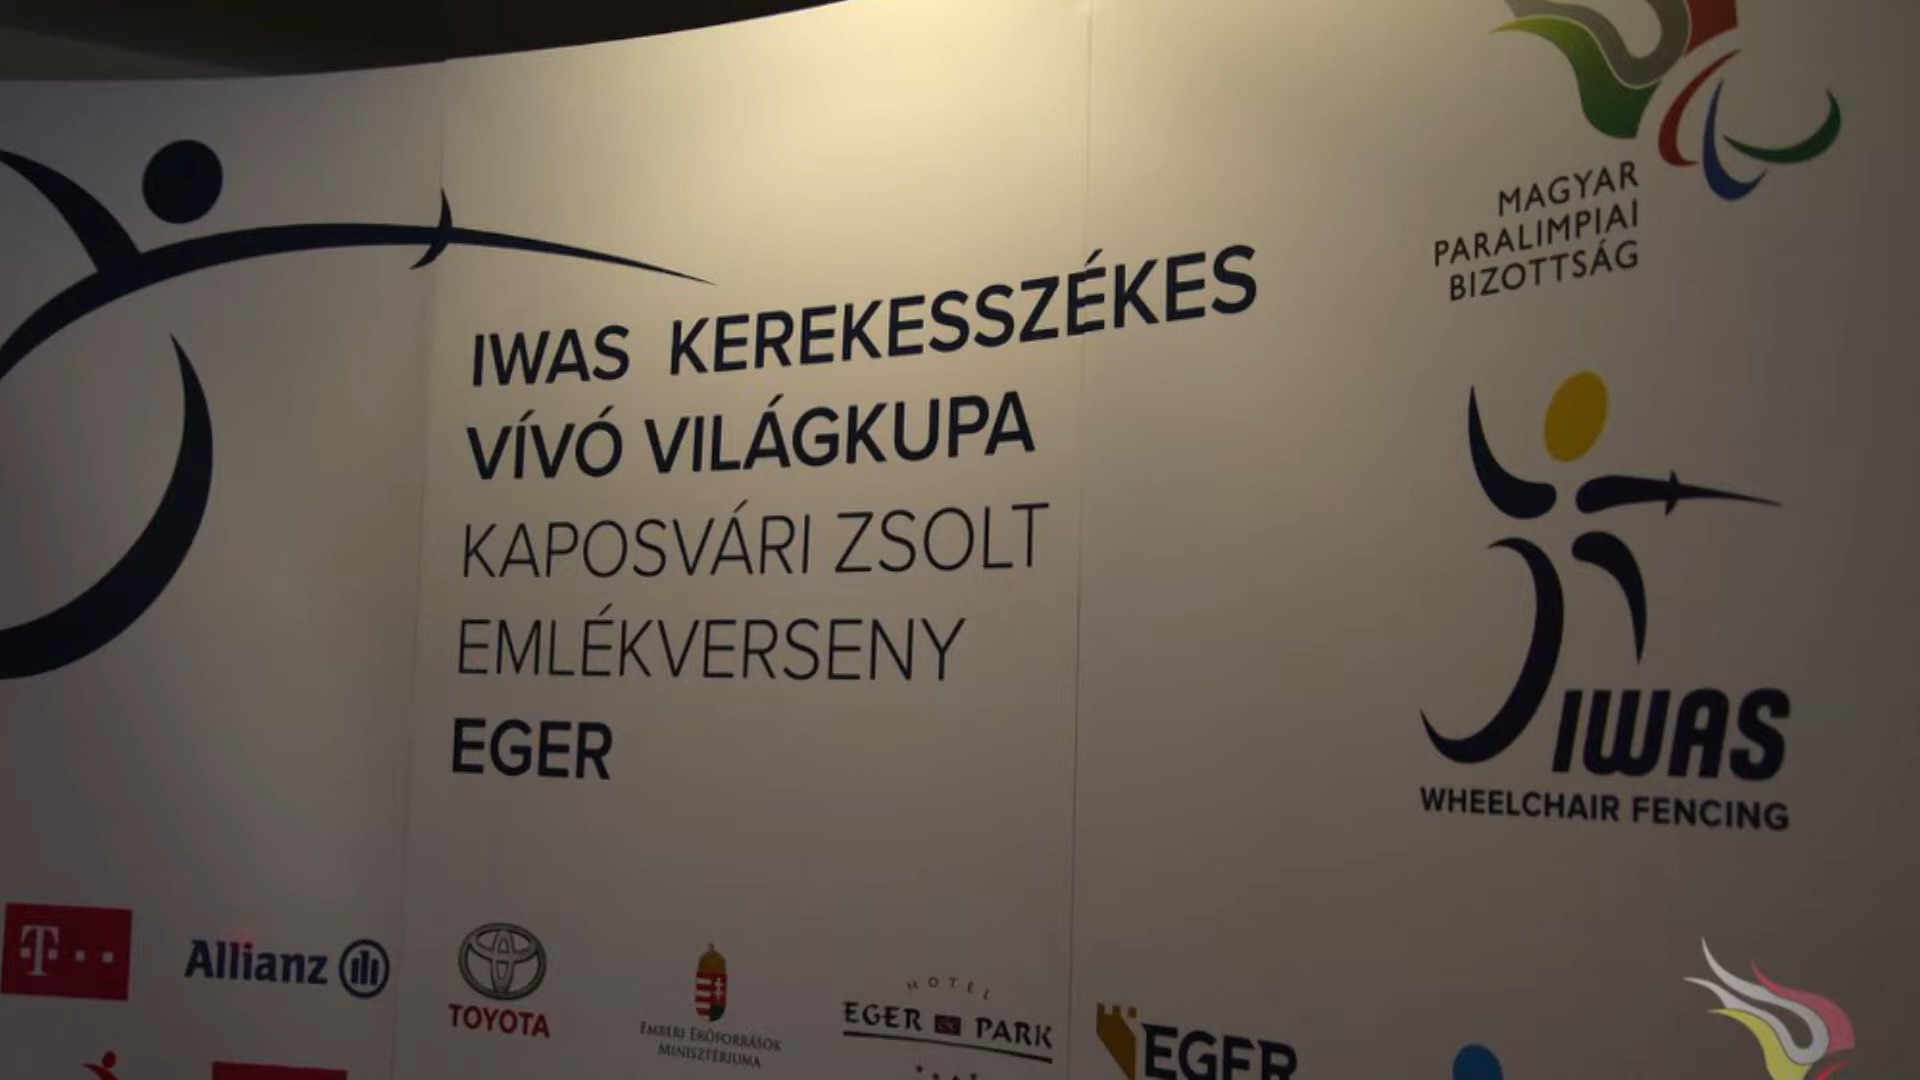 MAGYAR
PARALIMPIAI
BIZOTTSÁG
IWAS KEREKESSZÉKES
VÍVÓ VILÁGKUPA
KAPOSVÁRI ZSOLT
EMLÉKVERSENY
EGER
IWAS
WHEELCHAIR FENCING
T
Allianz
TOYOTA
EMBERI ERŐFORRÁSOK
MINISZTÉRIUMA
HOTEL
EGER PARK
EGER